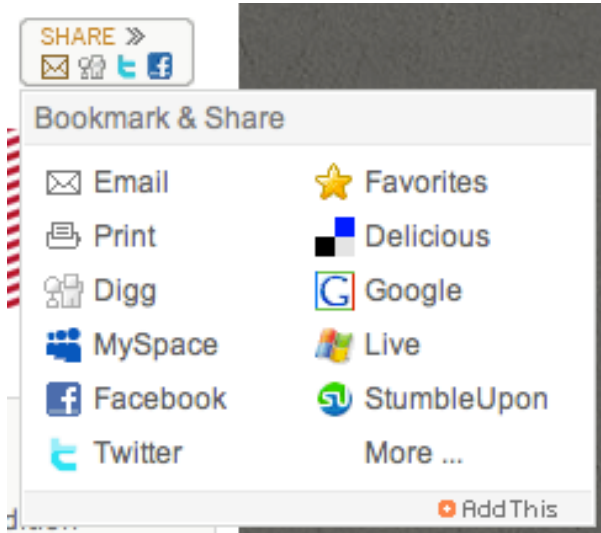 SHARE »
Bookmark & Share
Email
Favorites
Print
Delicious
Digg
Google
MySpace
Live
Facebook
StumbleUpon
Twitter
More ...
AddThis